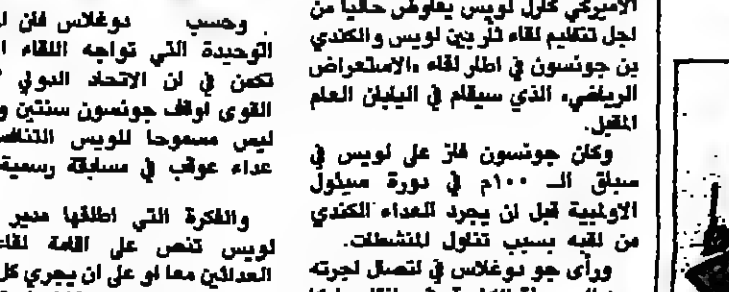 الاميركي كارل لويس يفاوض حاليا من
اجل تنظيم لقاء ثأر بين لويس والكندي
بن جونسون في اطار لقاء «الاستعراض
الرياضي» الذي سيقام في اليابان العام
المقبل.
وكان جونسون فاز على لويس في
سباق الـ ١٠٠م في دورة سيئول
الاولمبية قبل ان يجرد العداء الكندي
من لقبه بسبب تناول المنشطات.
ورأى جو دوغلاس في اتصال اجرته
وحسب دوغلاس فان
الوحيدة التي تواجه اللقاء
تكمن في ان الاتحاد الدولي
القوى اوقف جونسون سنتين و
ليس مسموحا للويس التنافس
عداء عوقب في مسابقة رسمية
والفكرة التي اطلقها مدير
لويس تنص على اقامة لقاء
العدائين معا او على ان يجري كل